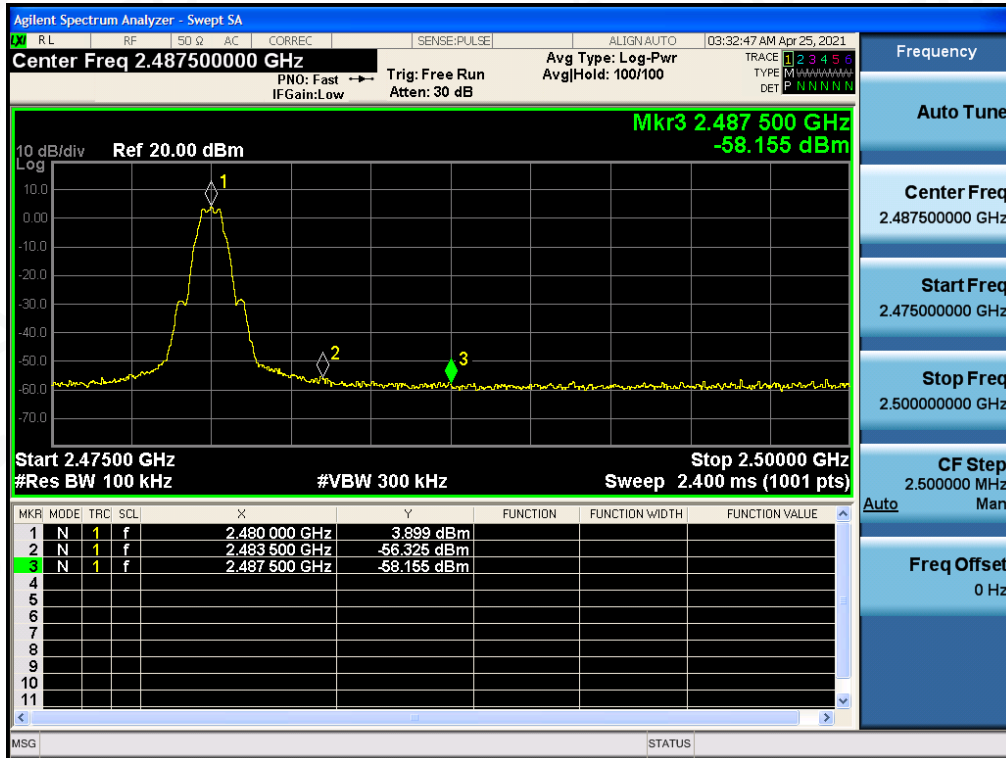 Agilent Spectrum Analyzer - Swept SA
LXI RL RF 50 Ω AC CORREC SENSE:PULSE ALIGN AUTO 03:32:47 AM Apr 25, 2021
Center Freq 2.487500000 GHz
PNO: Fast
IFGain:Low
Trig: Free Run
Atten: 30 dB
Avg Type: Log-Pwr
Avg|Hold: 100/100
TRACE 1 2 3 4 5 6
TYPE M WWWWW
DET P N N N N N
Mkr3 2.487 500 GHz
-58.155 dBm
10 dB/div Ref 20.00 dBm
Log
10.0
0.00
-10.0
-20.0
-30.0
-40.0
-50.0
-60.0
-70.0
1
2
3
Start 2.47500 GHz Stop 2.50000 GHz
#Res BW 100 kHz #VBW 300 kHz Sweep 2.400 ms (1001 pts)
MKR MODE TRC SCL X Y FUNCTION FUNCTION WIDTH FUNCTION VALUE
1 N 1 f 2.480 000 GHz 3.899 dBm
2 N 1 f 2.483 500 GHz -56.325 dBm
3 N 1 f 2.487 500 GHz -58.155 dBm
4
5
6
7
8
9
10
11
MSG STATUS
Frequency
Auto Tune
Center Freq
2.487500000 GHz
Start Freq
2.475000000 GHz
Stop Freq
2.500000000 GHz
CF Step
2.500000 MHz
Auto Man
Freq Offset
0 Hz